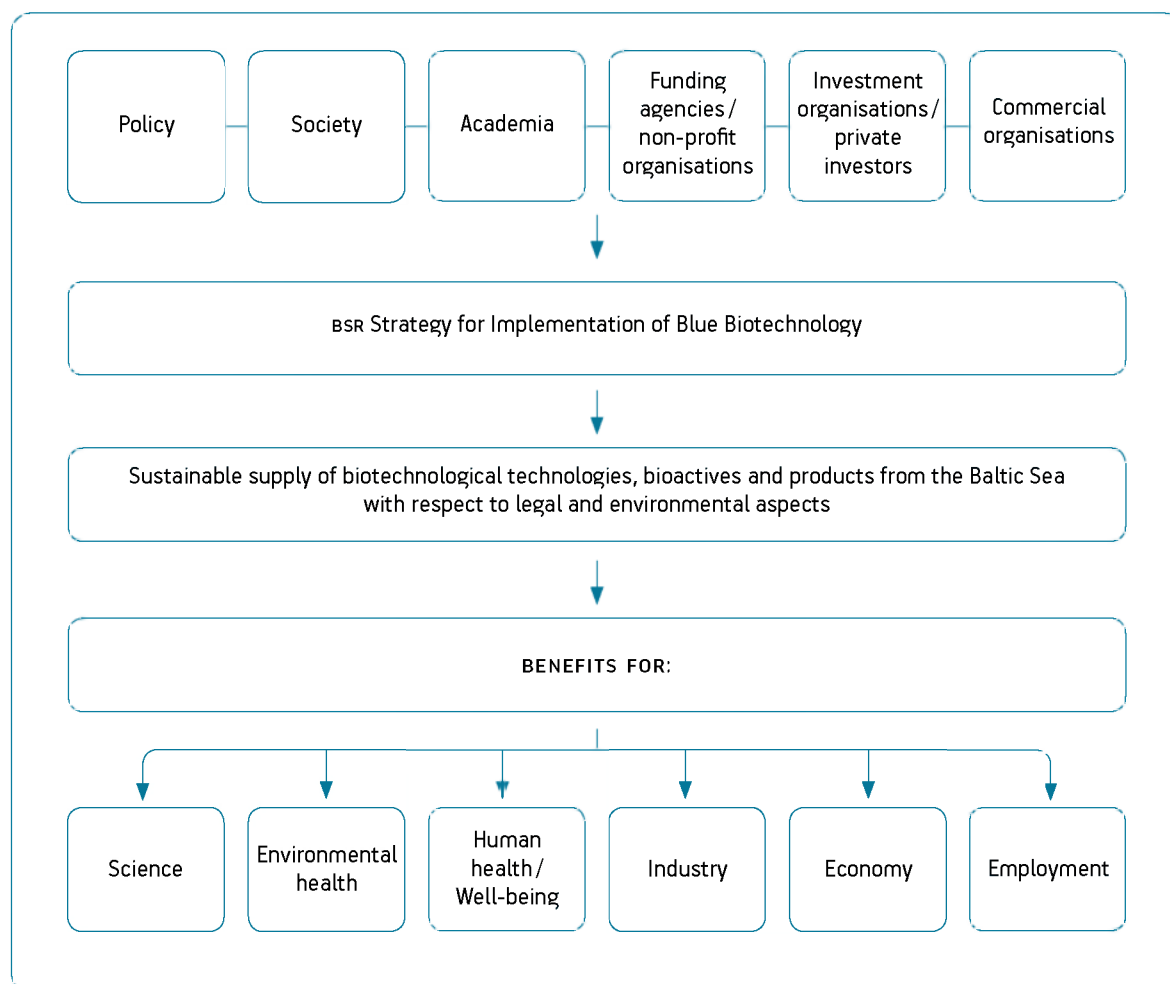 Policy
Society
Academia
Funding
agencies /
non-profit
organisations
Investment
organisations /
private
investors
Commercial
organisations
BSR Strategy for Implementation of Blue Biotechnology
Sustainable supply of biotechnological technologies, bioactives and products from the Baltic Sea
with respect to legal and environmental aspects
BENEFITS FOR:
Science
Environmental
health
Human
health /
Well-being
Industry
Economy
Employment